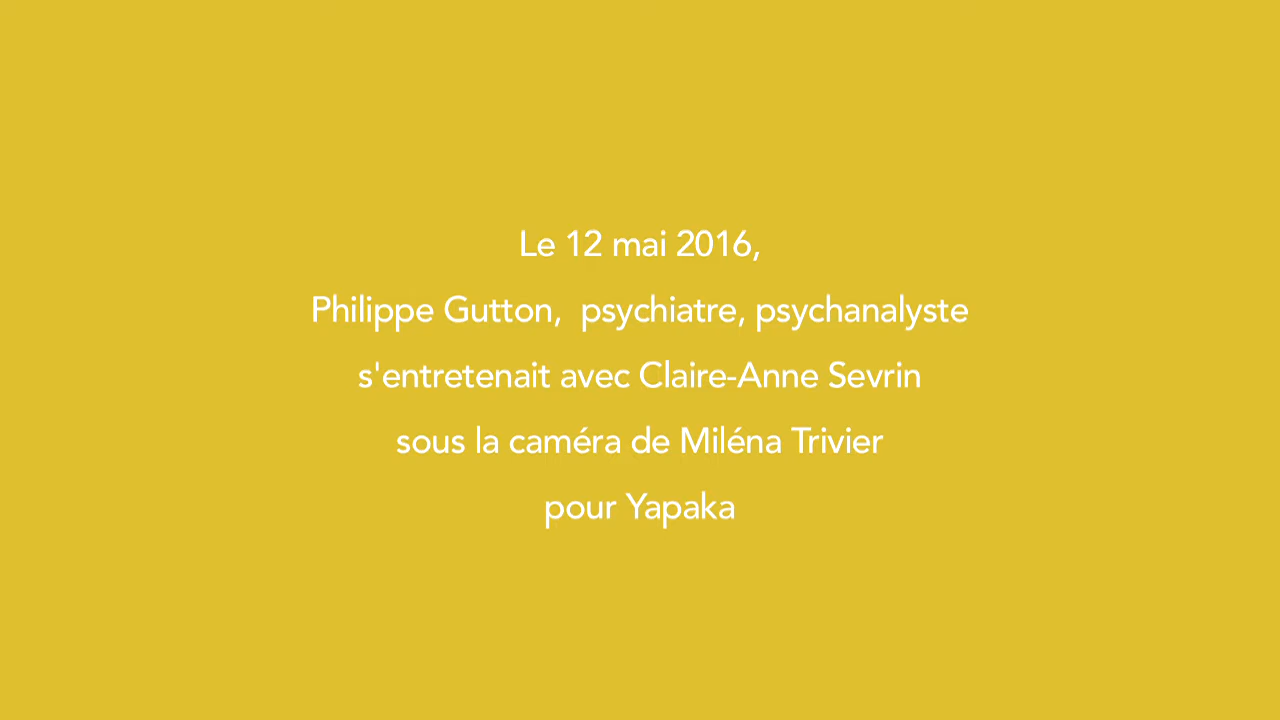 Le 12 mai 2016,
Philippe Gutton,  psychiatre, psychanalyste
s'entretenait avec Claire-Anne Sevrin
sous la caméra de Miléna Trivier
pour Yapaka